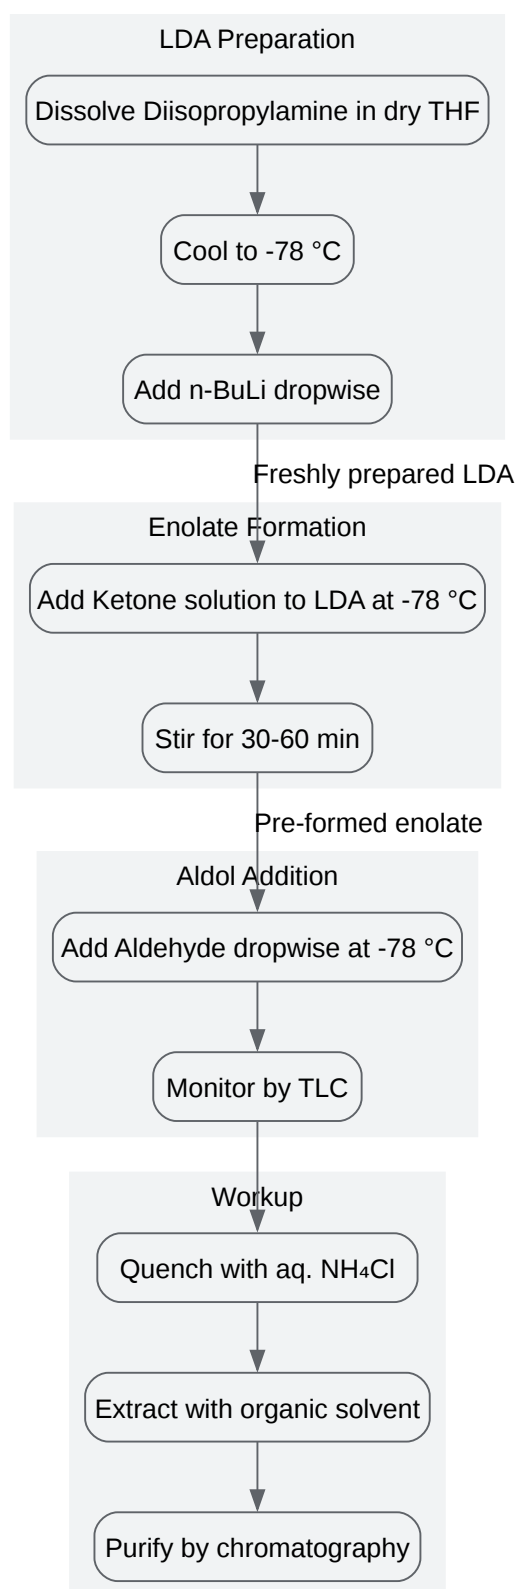 LDA Preparation
Dissolve Diisopropylamine in dry THF
Cool to -78 °C
Add n-BuLi dropwise
Freshly prepared LDA
Enolate Formation
Add Ketone solution to LDA at -78 °C
Stir for 30-60 min
Pre-formed enolate
Aldol Addition
Add Aldehyde dropwise at -78 °C
Monitor by TLC
Workup
Quench with aq. NH₄Cl
Extract with organic solvent
Purify by chromatography